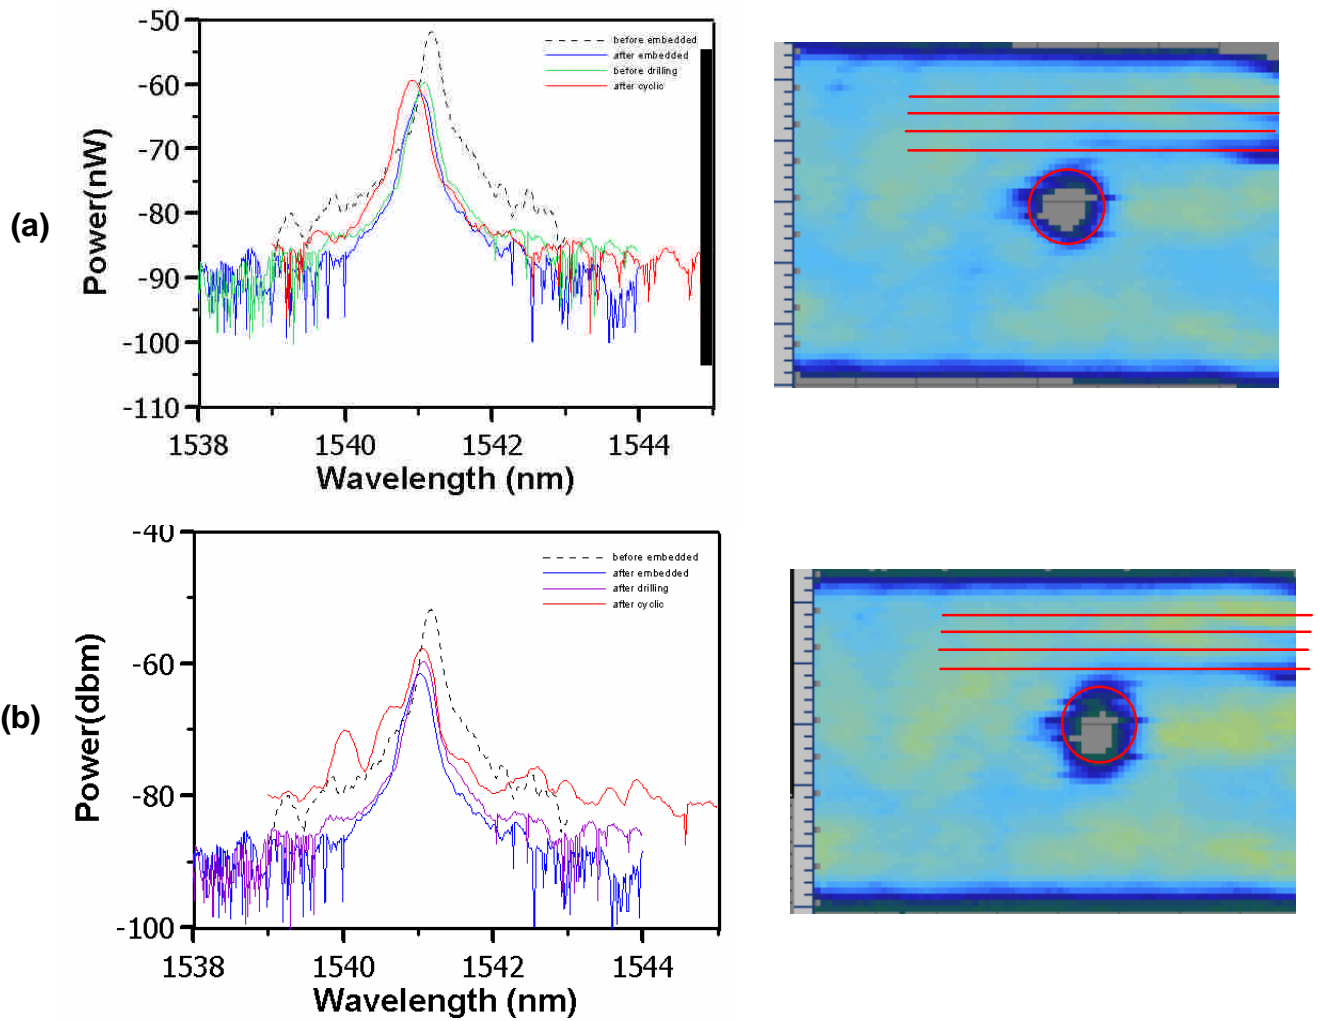 (a)
-50
-60
-70
-80
-90
-100
-110
Power(nW)
1538
1540
1542
1544
Wavelength (nm)
before embedded
after embedded
before drilling
after cyclic
(b)
-40
-60
-80
-100
Power(dbm)
1538
1540
1542
1544
Wavelength (nm)
before embedded
after embedded
after drilling
after cyclic